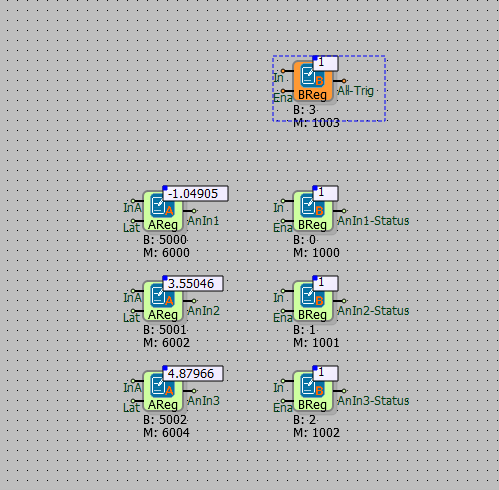 1
In
B
Ena
BReg
All-Trig
B: 3
M: 1003
-1.04905
InA
A
Lat
AReg
AnIn1
B: 5000
M: 6000
1
In
B
Ena
BReg
AnIn1-Status
B: 0
M: 1000
3.55046
InA
A
Lat
AReg
AnIn2
B: 5001
M: 6002
1
In
B
Ena
BReg
AnIn2-Status
B: 1
M: 1001
4.87966
InA
A
Lat
AReg
AnIn3
B: 5002
M: 6004
1
In
B
Ena
BReg
AnIn3-Status
B: 2
M: 1002